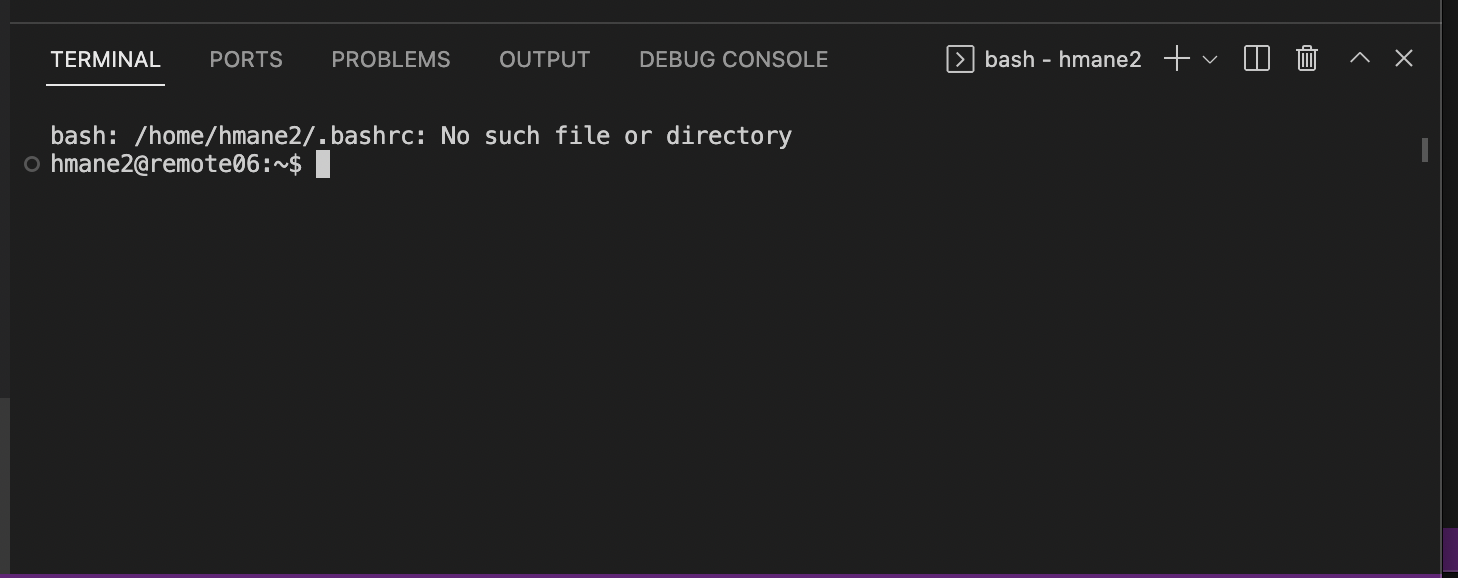 TERMINAL PORTS PROBLEMS OUTPUT DEBUG CONSOLE bash - hmane2
bash: /home/hmane2/.bashrc: No such file or directory
hmane2@remote06:~$